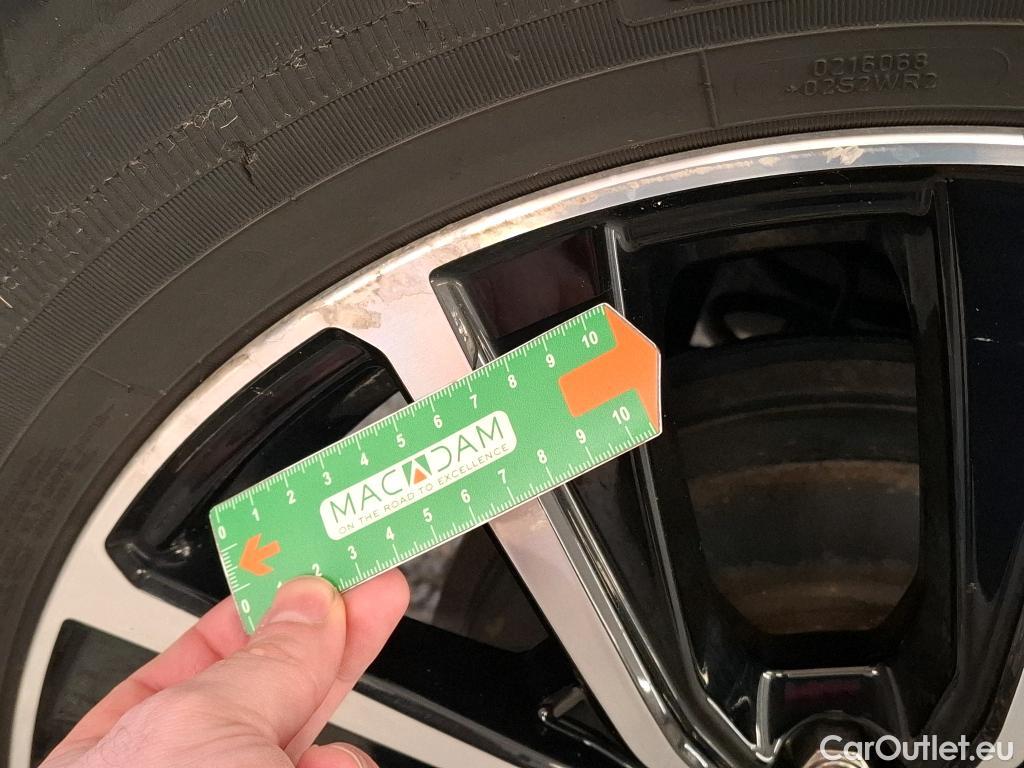 0216068
02S2WR2
0 1 2 3 4 5 6 7 8 9 10
MACADAM
ON THE ROAD TO EXCELLENCE
0 1 2 3 4 5 6 7 8 9 10
CarOutlet.eu